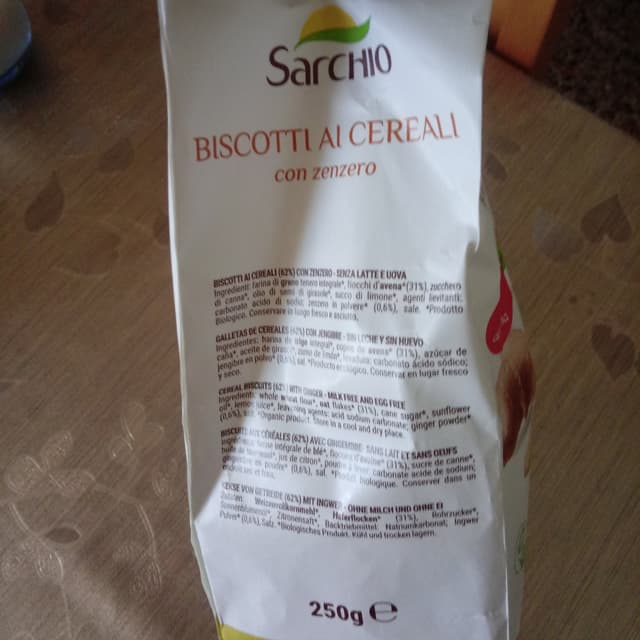 Sarchio
BISCOTTI AI CEREALI
con zenzero
BISCOTTI AI CEREALI (62%) CON ZENZERO - SENZA LATTE E UOVA
Ingredienti: farina di grano tenero integrale*, fiocchi d'avena* (31%), zucchero
di canna*, olio di semi di girasole*, succo di limone*, agenti lievitanti:
carbonato acido di sodio; zenzero in polvere* (0,6%), sale. *Prodotto
Biologico. Conservare in luogo fresco e asciutto.
GALLETAS DE CEREALES (62%) CON JENGIBRE - SIN LECHE Y SIN HUEVO
Ingredientes: harina de trigo integral*, copos de avena* (31%), azúcar de
caña*, aceite de girasol*, zumo de limón*, carbonato ácido sódico;
jengibre en polvo* (0,6%), sal. *Producto ecológico. Conservar en lugar fresco
y seco.
CEREAL BISCUITS (62%) WITH GINGER - MILK FREE AND EGG FREE
Ingredients: whole wheat flour*, oat flakes* (31%), cane sugar*, sunflower
oil*, lemon juice*, leavening agents: acid sodium carbonate; ginger powder*
(0,6%), salt. *Organic product. Store in a cool and dry place.
BISCUITS AUX CÉRÉALES (62%) AVEC GINGEMBRE - SANS LAIT ET SANS OEUFS
farine intégrale de blé*, flocons d'avoine* (31%), sucre de canne*,
jus de citron*, carbonate acide de sodium;
en poudre* (0,6%), sel. *Produit biologique. Conserver dans un
endroit sec et frais.
KEKSE VON GETREIDE (62%) MIT INGWER - OHNE MILCH UND OHNE EI
Zutaten: Weizenvollkornmehl*, Haferflocken* (31%), Rohrzucker*,
Sonnenblumenöl*, Zitronensaft*, Backtriebmittel: Natriumkarbonat, Ingwer
Pulver* (0,6%), Salz. *Biologisches Produkt. Kühl und trocken lagern.
250g ℮